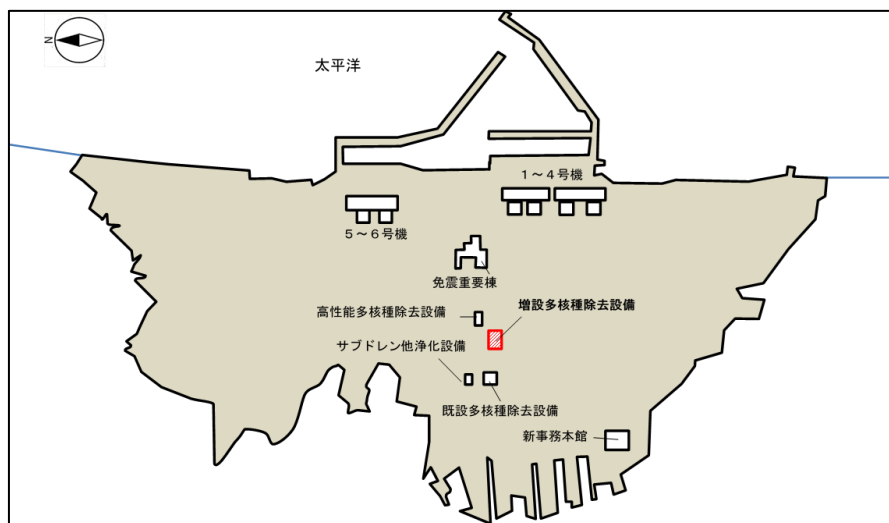 N
太平洋
１～４号機
５～６号機
免震重要棟
高性能多核種除去設備
増設多核種除去設備
サブドレン他浄化設備
既設多核種除去設備
新事務本館